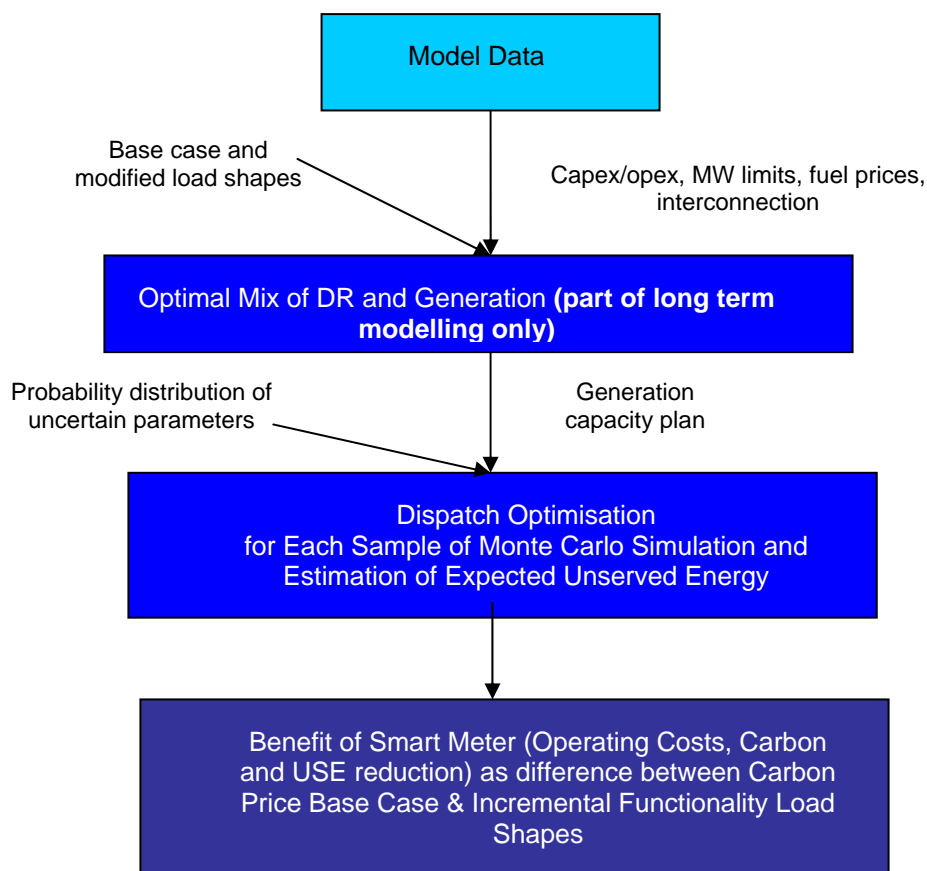 Model Data
Base case and
modified load shapes
Capex/opex, MW limits, fuel prices,
interconnection
Optimal Mix of DR and Generation (part of long term
modelling only)
Probability distribution of
uncertain parameters
Generation
capacity plan
Dispatch Optimisation
for Each Sample of Monte Carlo Simulation and
Estimation of Expected Unserved Energy
Benefit of Smart Meter (Operating Costs, Carbon
and USE reduction) as difference between Carbon
Price Base Case & Incremental Functionality Load
Shapes